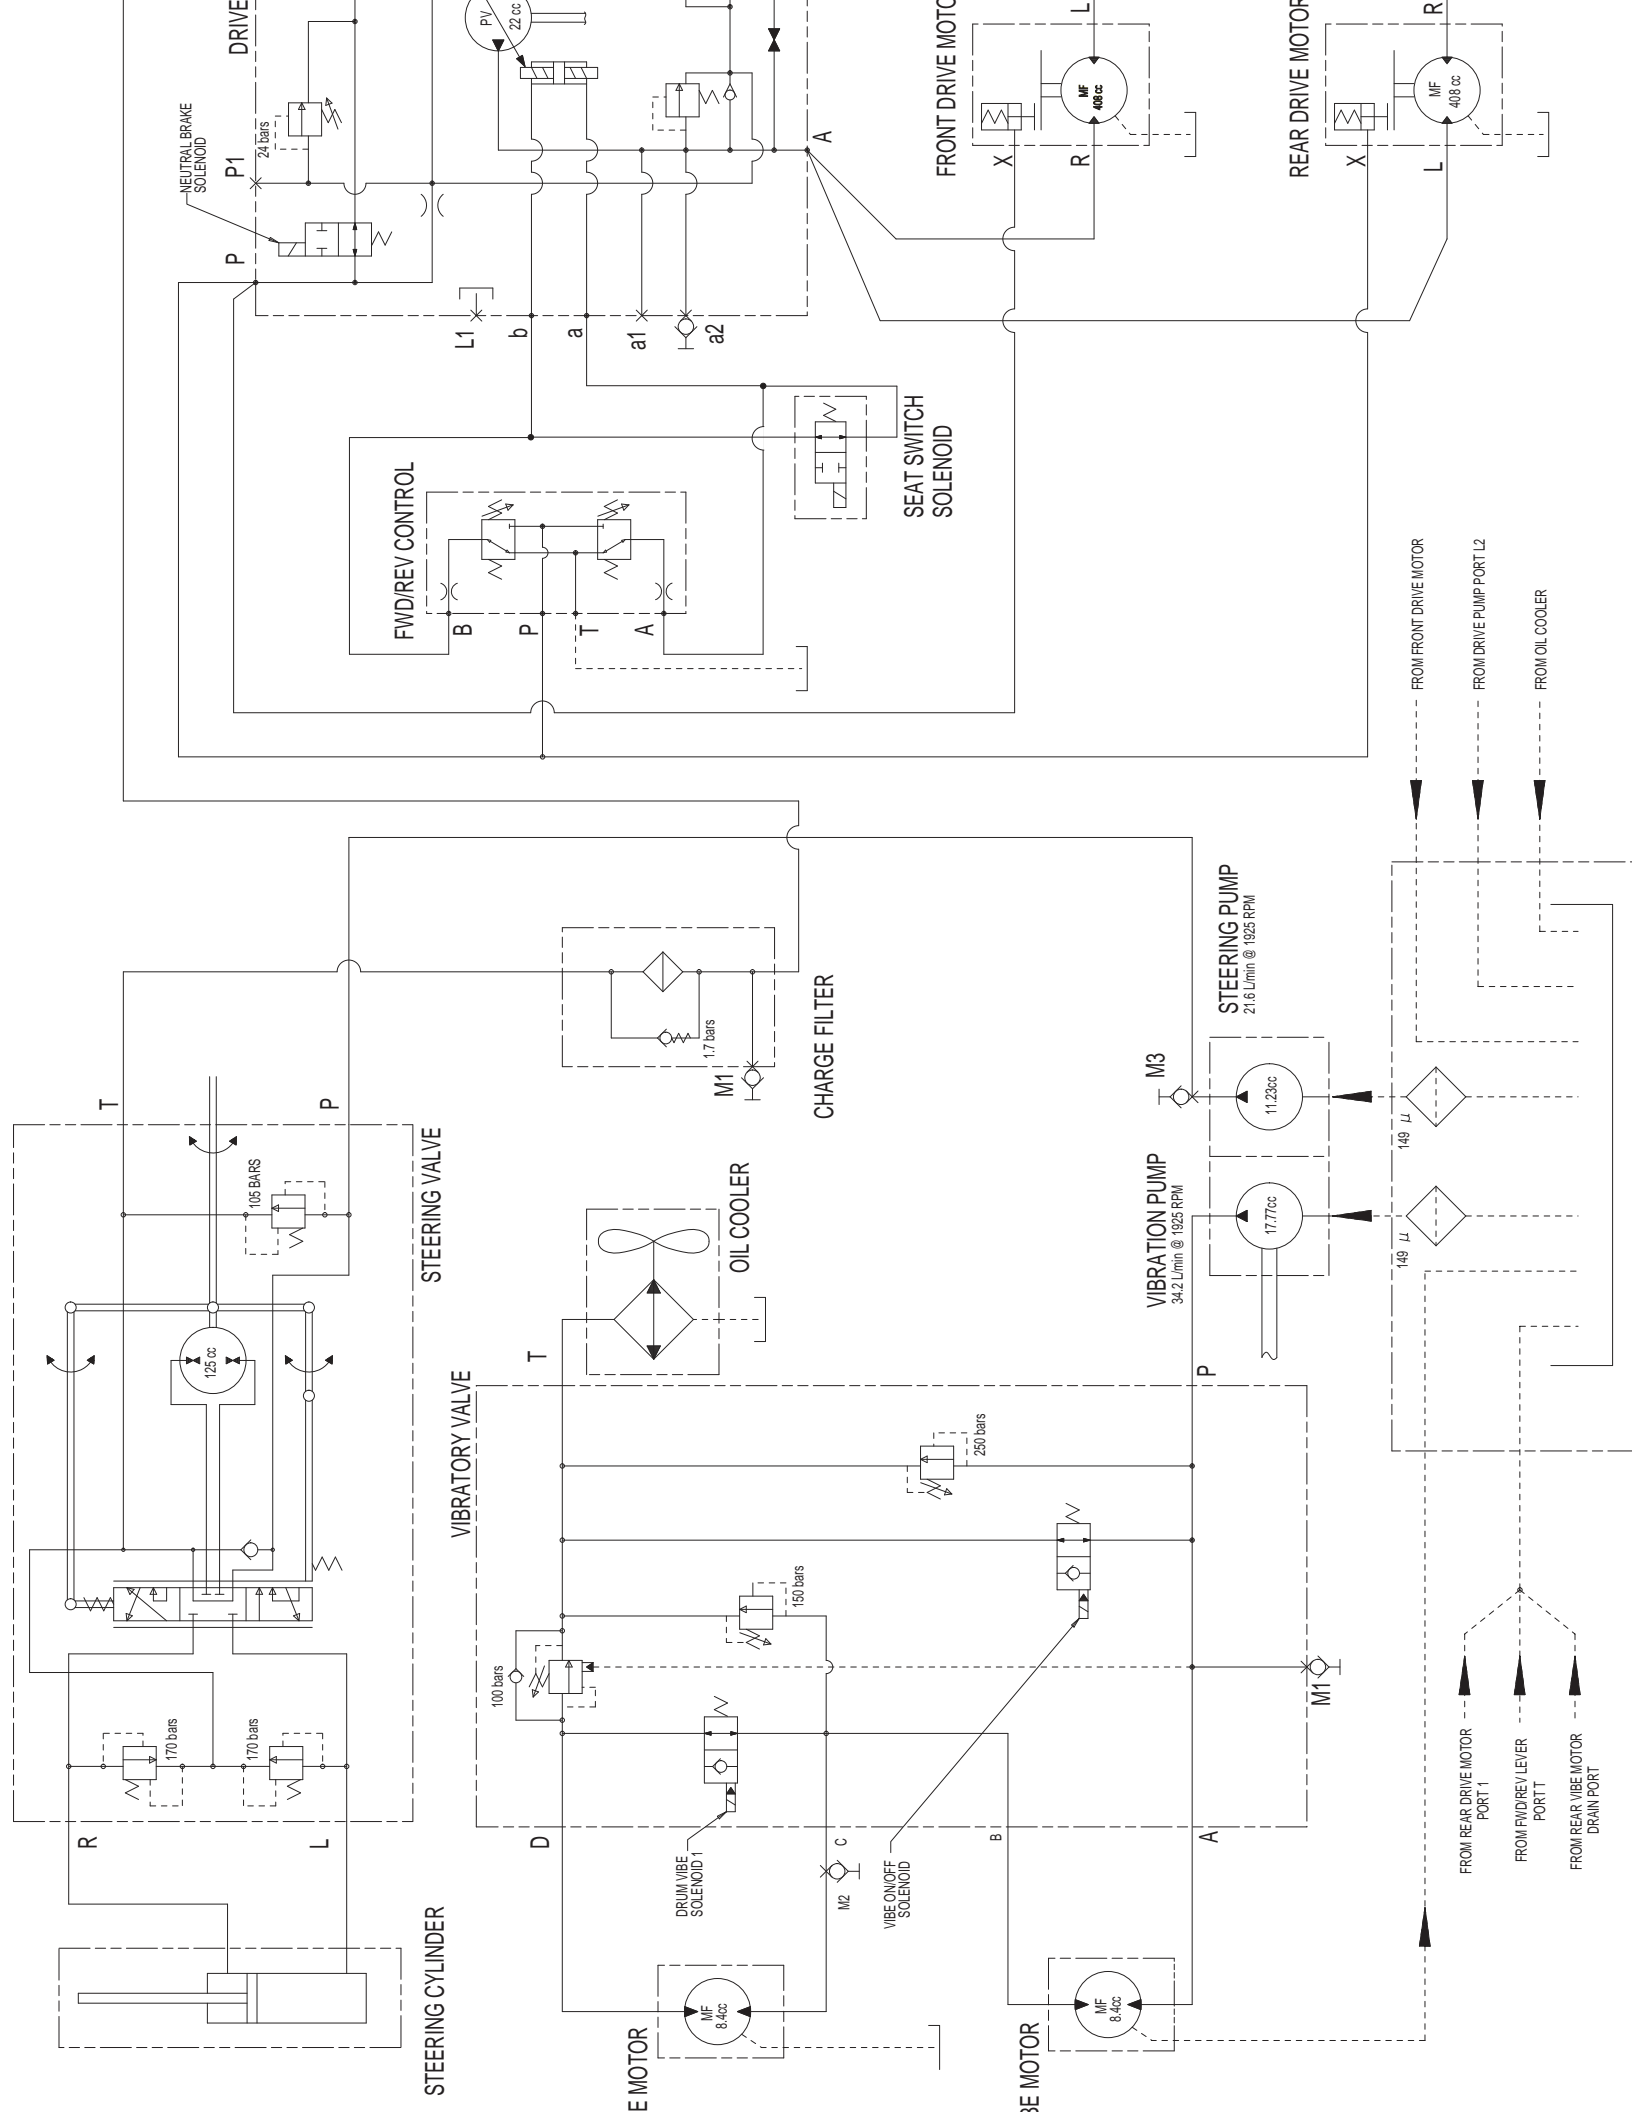 DRIVE
PV
22 cc
NEUTRAL BRAKE
SOLENOID
24 bars
P1
P
A
L1
b
a
a1
a2
FRONT DRIVE MOTO
X
R
L
MF
408 cc
REAR DRIVE MOTOR
X
L
R
MF
408 cc
FWD/REV CONTROL
B
P
T
A
SEAT SWITCH
SOLENOID
STEERING VALVE
T
P
105 BARS
125 cc
170 bars
170 bars
R
L
STEERING CYLINDER
CHARGE FILTER
M1
1.7 bars
OIL COOLER
VIBRATORY VALVE
T
P
250 bars
150 bars
100 bars
M1
D
C
B
A
M2
DRUM VIBE
SOLENOID 1
VIBE ON/OFF
SOLENOID
E MOTOR
MF
8.4cc
BE MOTOR
MF
8.4cc
STEERING PUMP
21.6 L/min @ 1925 RPM
M3
11.23cc
VIBRATION PUMP
34.2 L/min @ 1925 RPM
17.77cc
149 µ
149 µ
FROM FRONT DRIVE MOTOR
FROM DRIVE PUMP PORT L2
FROM OIL COOLER
FROM REAR DRIVE MOTOR
PORT 1
FROM FWD/REV LEVER
PORT T
FROM REAR VIBE MOTOR
DRAIN PORT